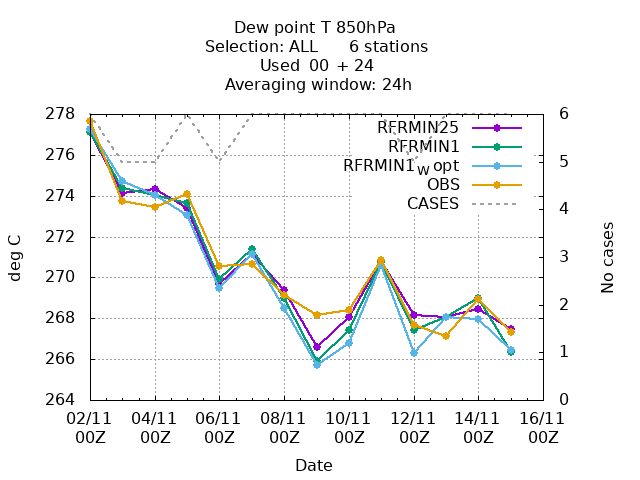 Dew point T 850hPa
Selection: ALL 6 stations
Used 00 + 24
Averaging window: 24h
278
276
274
272
270
268
266
264
deg C
6
5
4
3
2
1
0
No cases
RFRMIN25
RFRMIN1
RFRMIN1w opt
OBS
CASES
02/11 04/11 06/11 08/11 10/11 12/11 14/11 16/11
00Z 00Z 00Z 00Z 00Z 00Z 00Z 00Z
Date